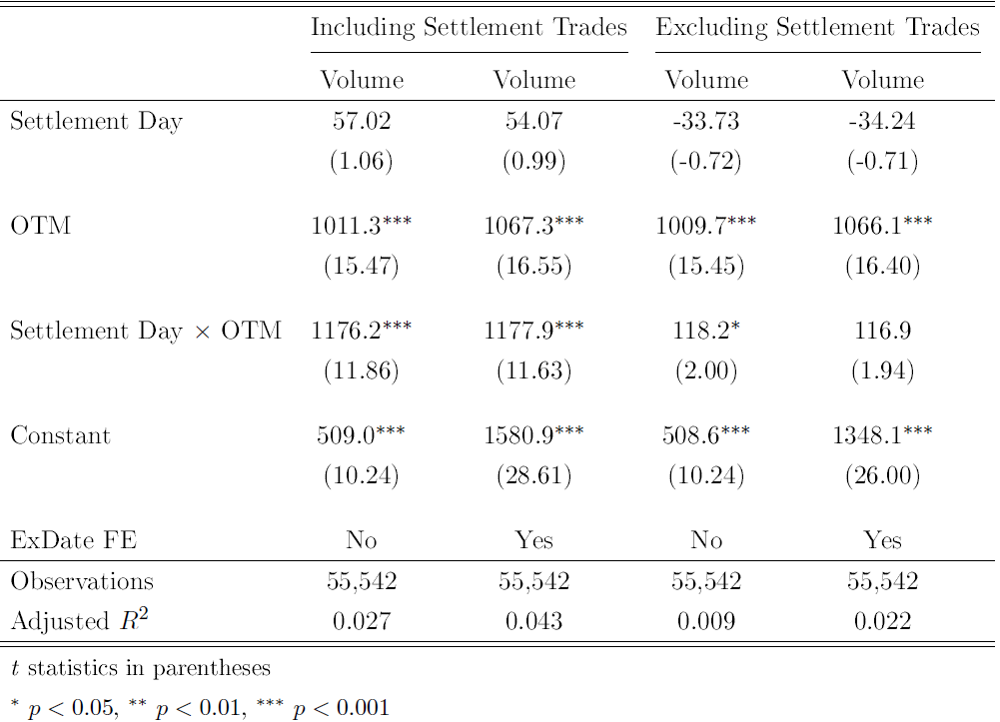 Including Settlement Trades Excluding Settlement Trades
Volume Volume Volume Volume
Settlement Day 57.02 54.07 -33.73 -34.24
(1.06) (0.99) (-0.72) (-0.71)
OTM 1011.3*** 1067.3*** 1009.7*** 1066.1***
(15.47) (16.55) (15.45) (16.40)
Settlement Day × OTM 1176.2*** 1177.9*** 118.2* 116.9
(11.86) (11.63) (2.00) (1.94)
Constant 509.0*** 1580.9*** 508.6*** 1348.1***
(10.24) (28.61) (10.24) (26.00)
ExDate FE No Yes No Yes
Observations 55,542 55,542 55,542 55,542
Adjusted R² 0.027 0.043 0.009 0.022
t statistics in parentheses
* p < 0.05, ** p < 0.01, *** p < 0.001